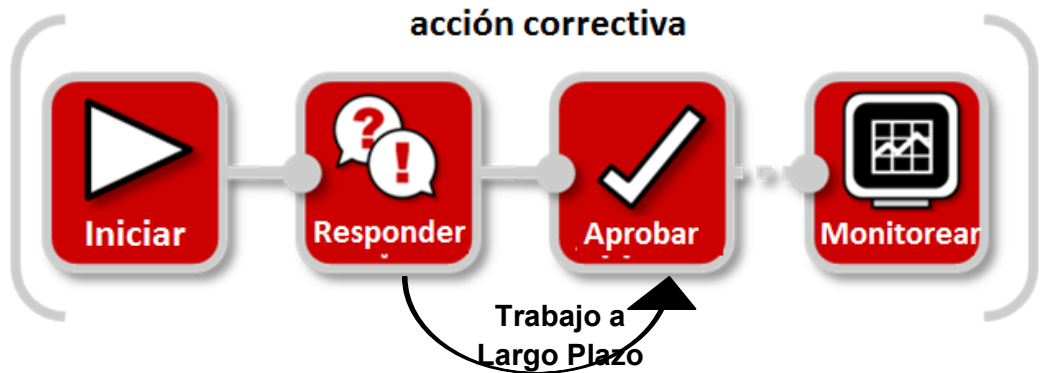 acción correctiva
Iniciar
Responder
?
!
Aprobar
Monitorear
Trabajo a
Largo Plazo